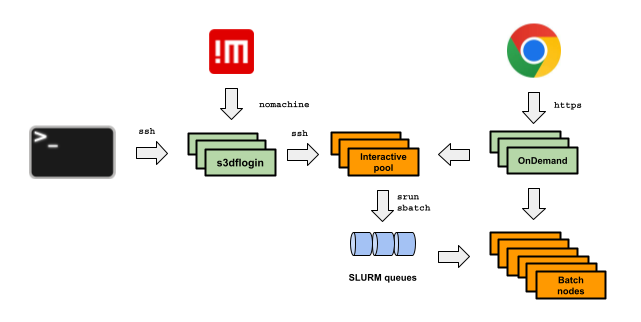 !M
nomachine
https
>_
ssh
s3dflogin
ssh
Interactive
pool
OnDemand
srun
sbatch
SLURM queues
Batch
nodes